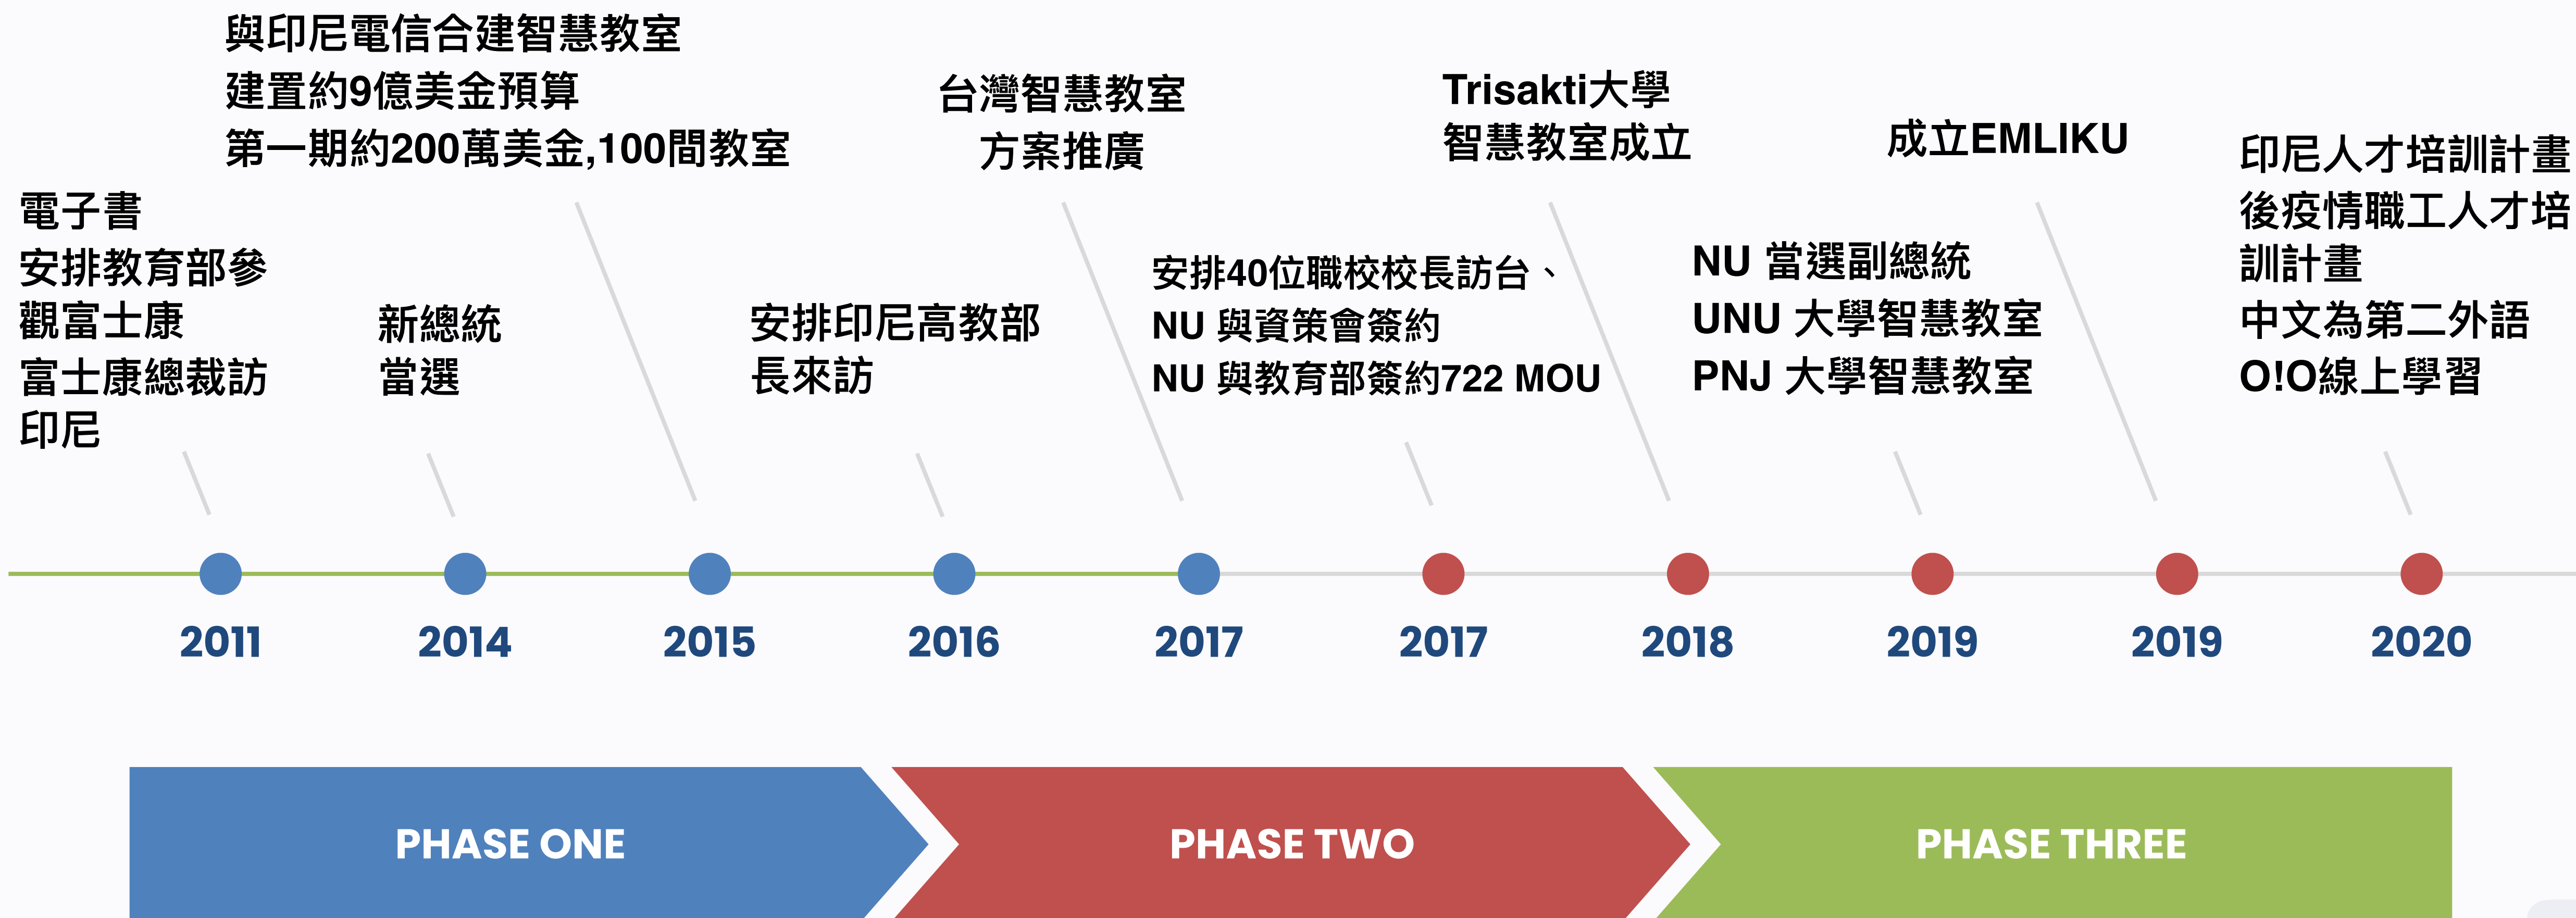 與印尼電信合建智慧教室
建置約9億美金預算
第一期約200萬美金,100間教室
台灣智慧教室
方案推廣
Trisakti大學
智慧教室成立
成立EMLIKU
電子書
安排教育部參
觀富士康
富士康總裁訪
印尼
新總統
當選
安排印尼高教部
長來訪
安排40位職校校長訪台、
NU 與資策會簽約
NU 與教育部簽約722 MOU
NU 當選副總統
UNU 大學智慧教室
PNJ 大學智慧教室
印尼人才培訓計畫
後疫情職工人才培
訓計畫
中文為第二外語
O!O線上學習
2011
2014
2015
2016
2017
2017
2018
2019
2019
2020
PHASE ONE
PHASE TWO
PHASE THREE